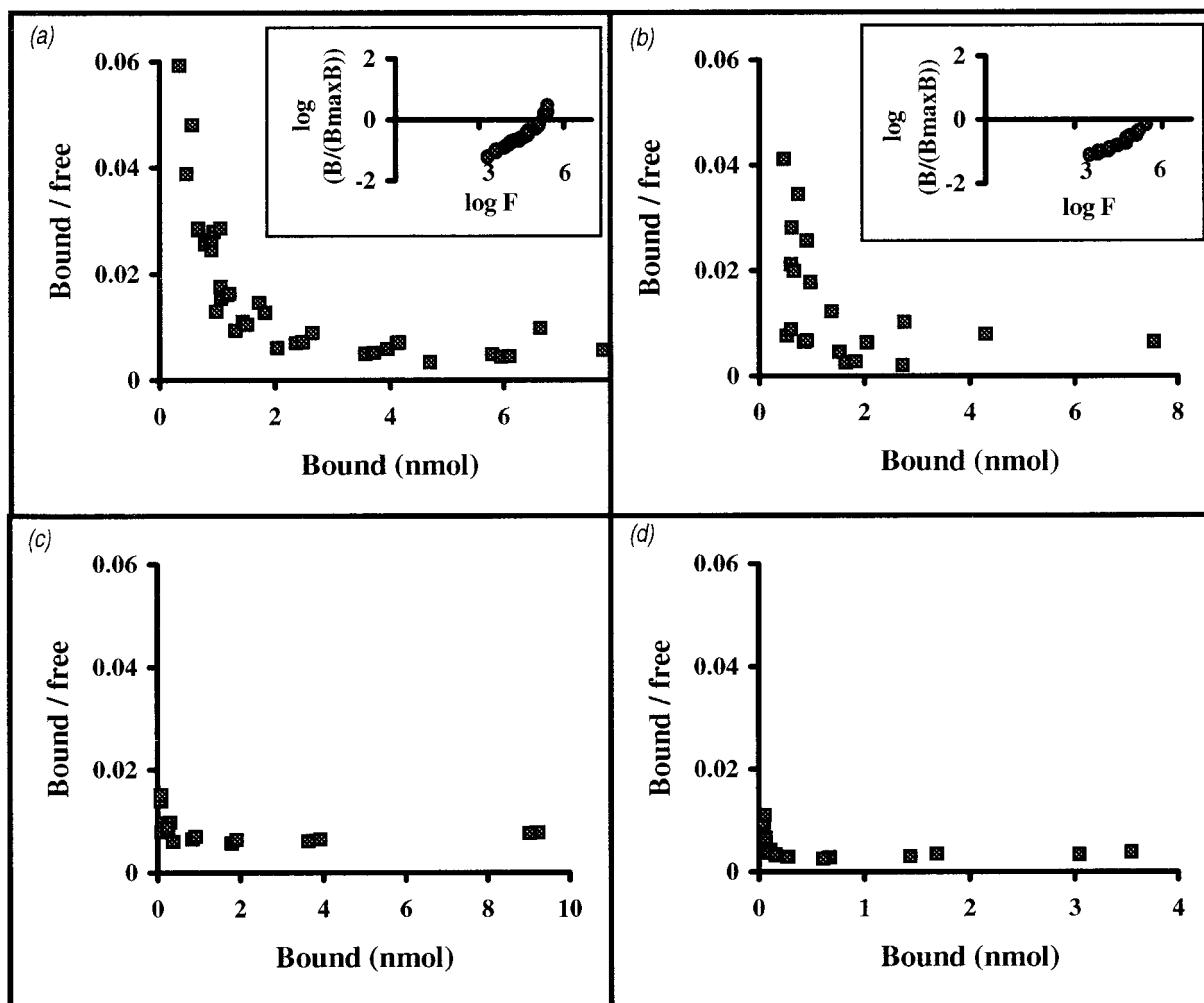 (a)
0.06
0.04
0.02
0
Bound / free
0 2 4 6
Bound (nmol)
log
(B/(BmaxB))
2
0
-2
3 6
log F
(b)
0.06
0.04
0.02
0
Bound / free
0 2 4 6 8
Bound (nmol)
log
(B/(BmaxB))
2
0
-2
3 6
log F
(c)
0.06
0.04
0.02
0
Bound / free
0 2 4 6 8 10
Bound (nmol)
(d)
0.06
0.04
0.02
0
Bound / free
0 1 2 3 4
Bound (nmol)